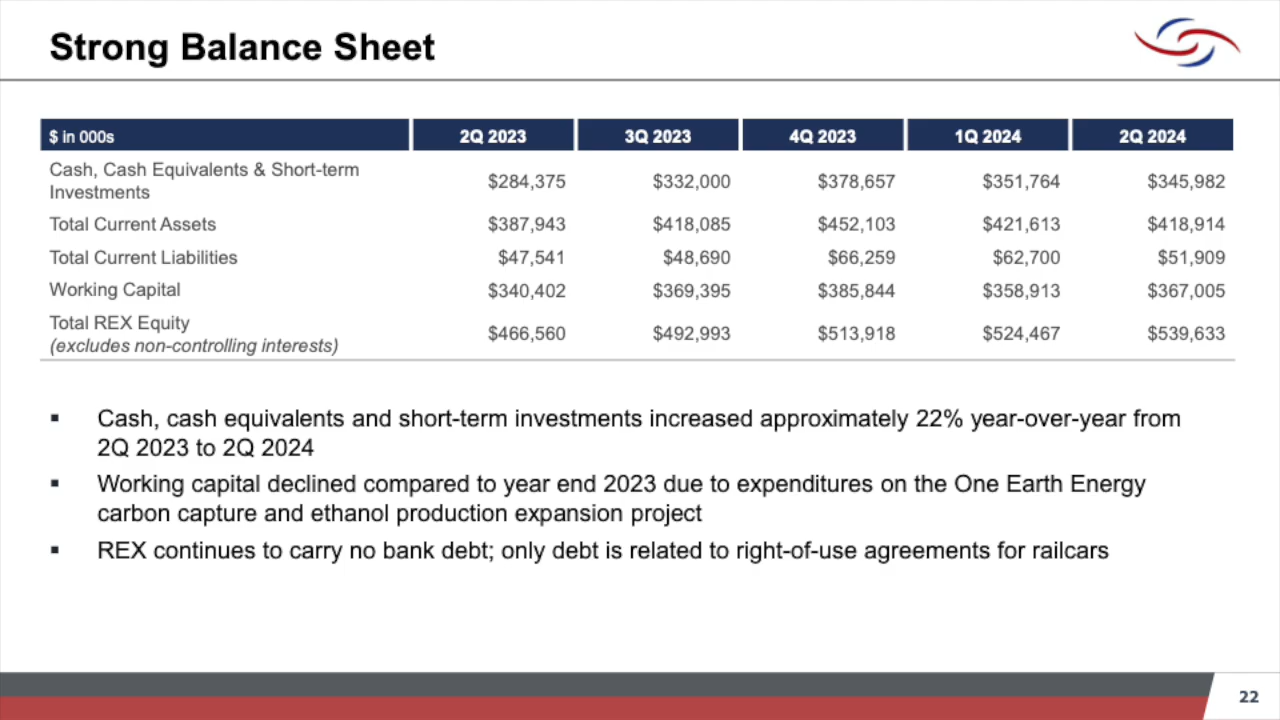 Strong Balance Sheet
$ in 000s 2Q 2023 3Q 2023 4Q 2023 1Q 2024 2Q 2024
Cash, Cash Equivalents & Short-term
Investments $284,375 $332,000 $378,657 $351,764 $345,982
Total Current Assets $387,943 $418,085 $452,103 $421,613 $418,914
Total Current Liabilities $47,541 $48,690 $66,259 $62,700 $51,909
Working Capital $340,402 $369,395 $385,844 $358,913 $367,005
Total REX Equity
(excludes non-controlling interests) $466,560 $492,993 $513,918 $524,467 $539,633
▪ Cash, cash equivalents and short-term investments increased approximately 22% year-over-year from
2Q 2023 to 2Q 2024
▪ Working capital declined compared to year end 2023 due to expenditures on the One Earth Energy
carbon capture and ethanol production expansion project
▪ REX continues to carry no bank debt; only debt is related to right-of-use agreements for railcars
22